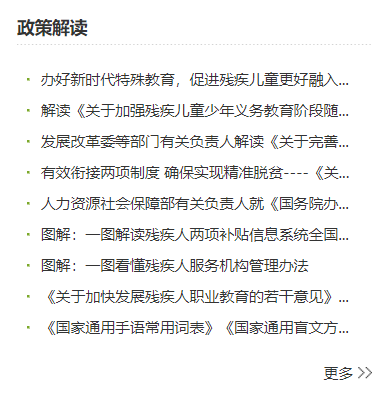 政策解读
办好新时代特殊教育，促进残疾儿童更好融入...
解读《关于加强残疾儿童少年义务教育阶段随...
发展改革委等部门有关负责人解读《关于完善...
有效衔接两项制度 确保实现精准脱贫----《关...
人力资源社会保障部有关负责人就《国务院办...
图解：一图解读残疾人两项补贴信息系统全国...
图解：一图看懂残疾人服务机构管理办法
《关于加快发展残疾人职业教育的若干意见》...
《国家通用手语常用词表》《国家通用盲文方...
更多